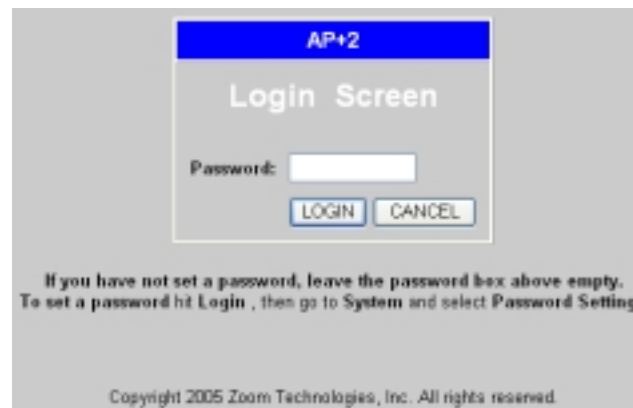 AP+2
Login Screen
Password:
LOGIN CANCEL
If you have not set a password, leave the password box above empty.
To set a password hit Login , then go to System and select Password Setting
Copyright 2005 Zoom Technologies, Inc. All rights reserved.